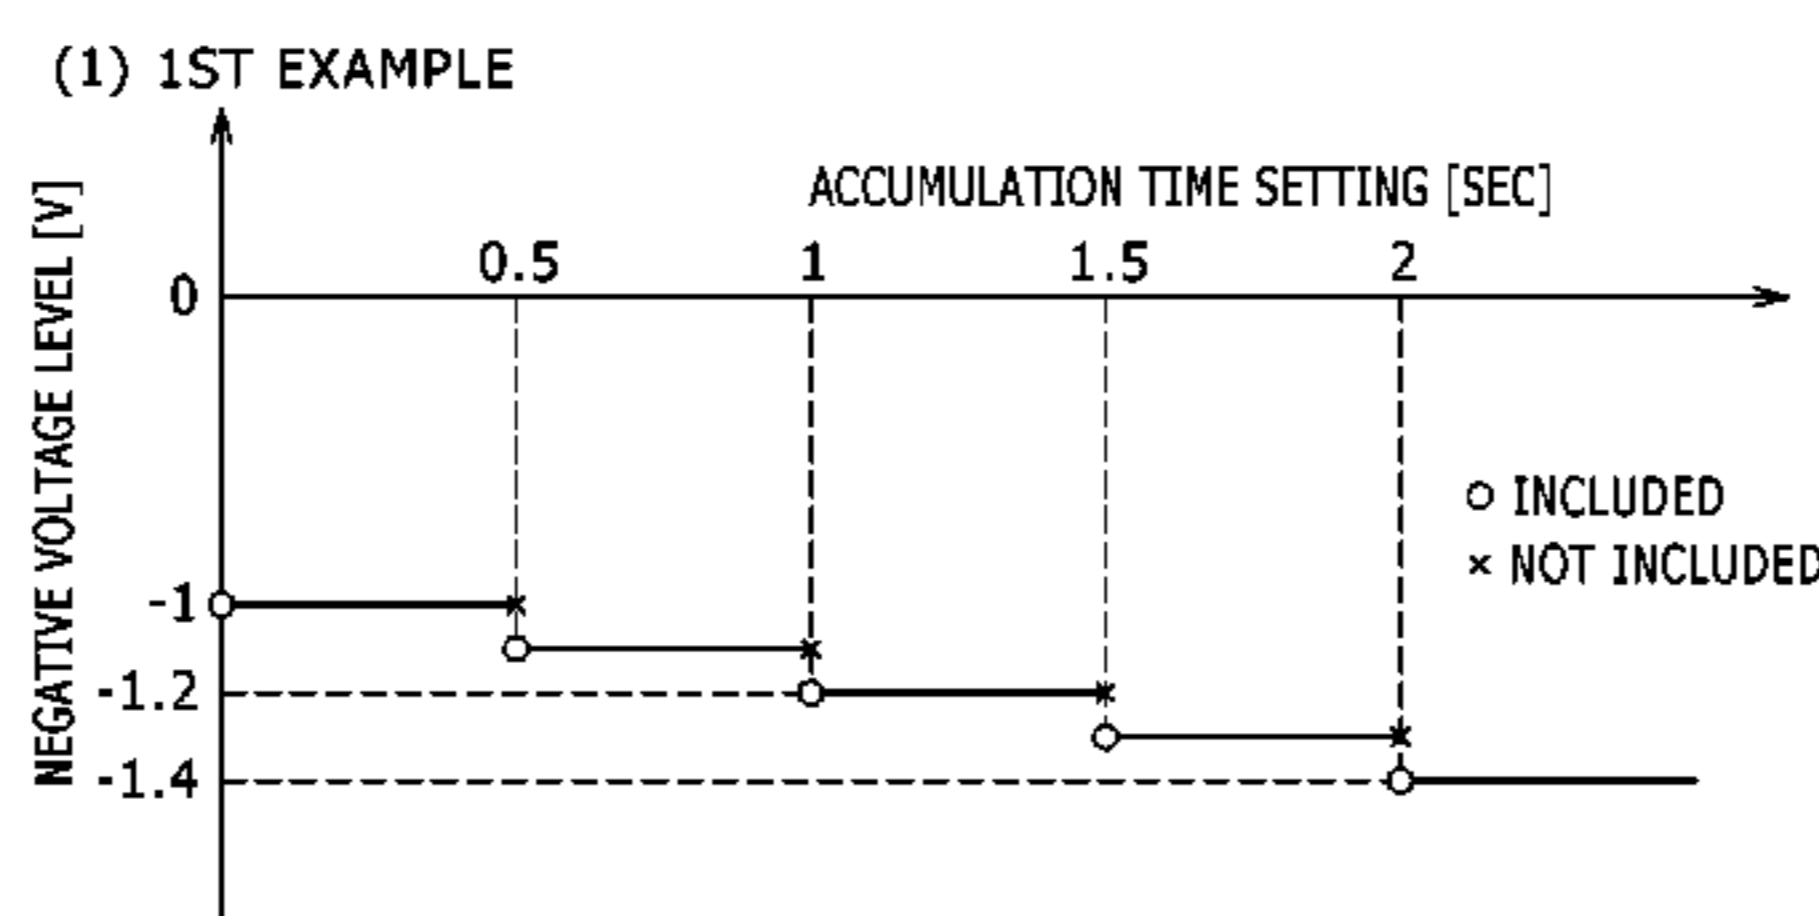 (1) 1ST EXAMPLE
ACCUMULATION TIME SETTING [SEC]
0.5 1 1.5 2
NEGATIVE VOLTAGE LEVEL [V]
0
○ INCLUDED
× NOT INCLUDED
-1
-1.2
-1.4